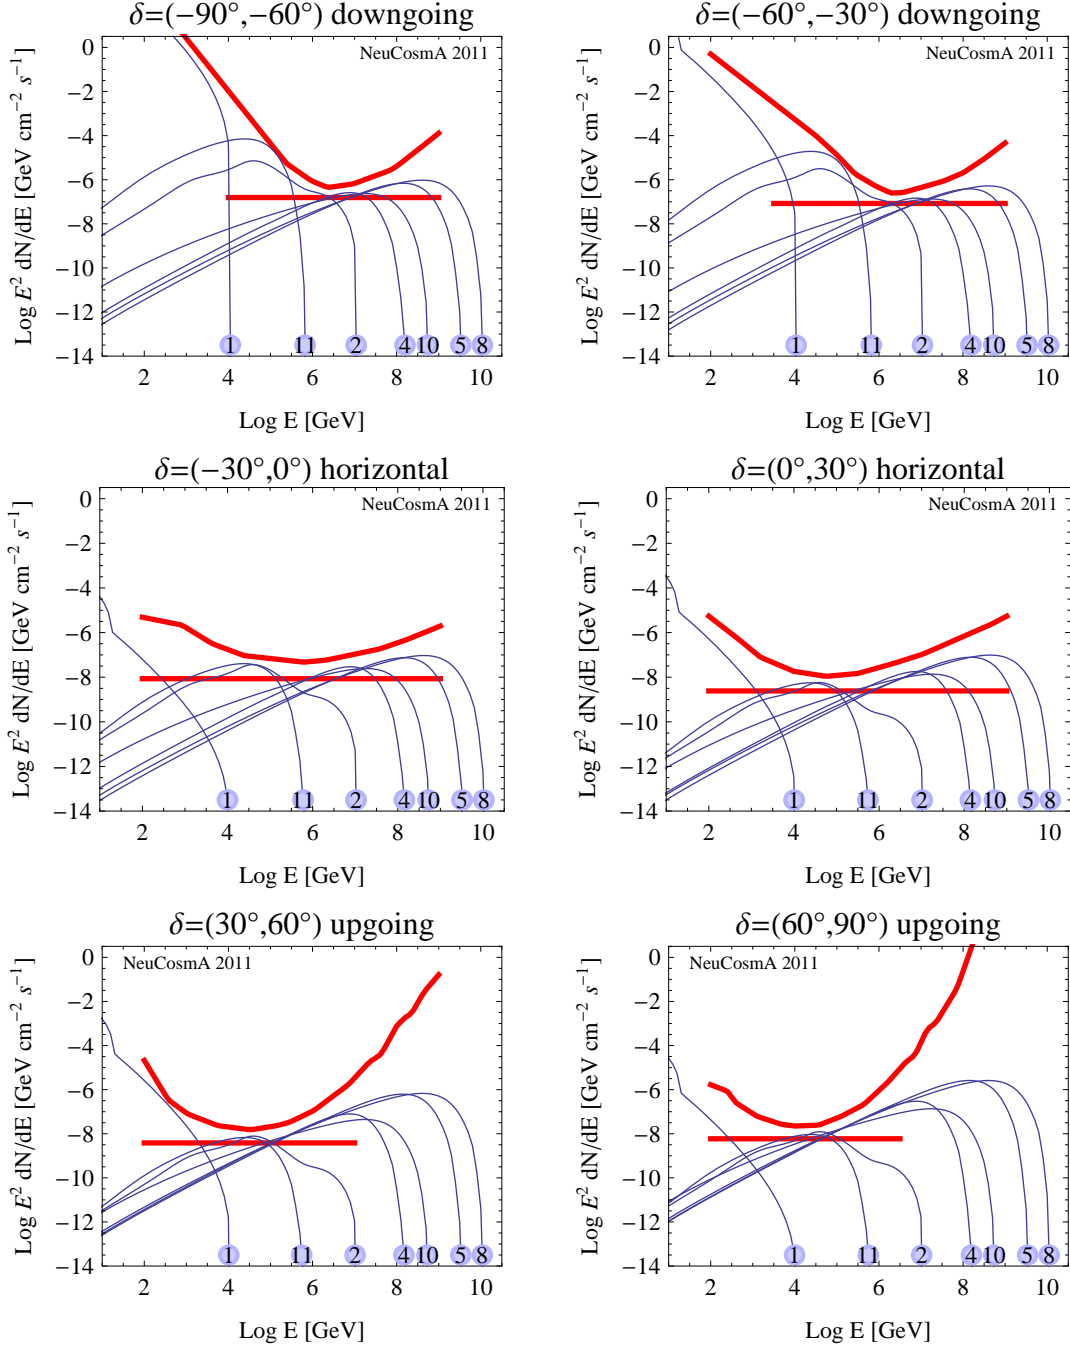 δ=(−90°,−60°) downgoing
NeuCosmA 2011
Log E² dN/dE [GeV cm⁻² s⁻¹]
0
−2
−4
−6
−8
−10
−12
−14
1 11 2 4 10 5 8
2 4 6 8 10
Log E [GeV]
δ=(−60°,−30°) downgoing
NeuCosmA 2011
Log E² dN/dE [GeV cm⁻² s⁻¹]
0
−2
−4
−6
−8
−10
−12
−14
1 11 2 4 10 5 8
2 4 6 8 10
Log E [GeV]
δ=(−30°,0°) horizontal
NeuCosmA 2011
Log E² dN/dE [GeV cm⁻² s⁻¹]
0
−2
−4
−6
−8
−10
−12
−14
1 11 2 4 10 5 8
2 4 6 8 10
Log E [GeV]
δ=(0°,30°) horizontal
NeuCosmA 2011
Log E² dN/dE [GeV cm⁻² s⁻¹]
0
−2
−4
−6
−8
−10
−12
−14
1 11 2 4 10 5 8
2 4 6 8 10
Log E [GeV]
δ=(30°,60°) upgoing
NeuCosmA 2011
Log E² dN/dE [GeV cm⁻² s⁻¹]
0
−2
−4
−6
−8
−10
−12
−14
1 11 2 4 10 5 8
2 4 6 8 10
Log E [GeV]
δ=(60°,90°) upgoing
NeuCosmA 2011
Log E² dN/dE [GeV cm⁻² s⁻¹]
0
−2
−4
−6
−8
−10
−12
−14
1 11 2 4 10 5 8
2 4 6 8 10
Log E [GeV]